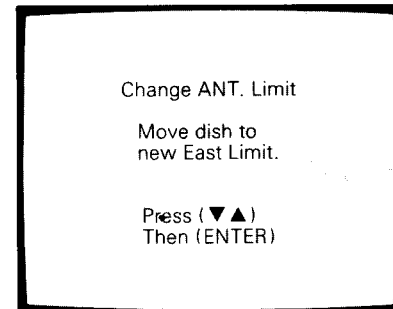 Change ANT. Limit
Move dish to
new East Limit.
Press (▼▲)
Then (ENTER)